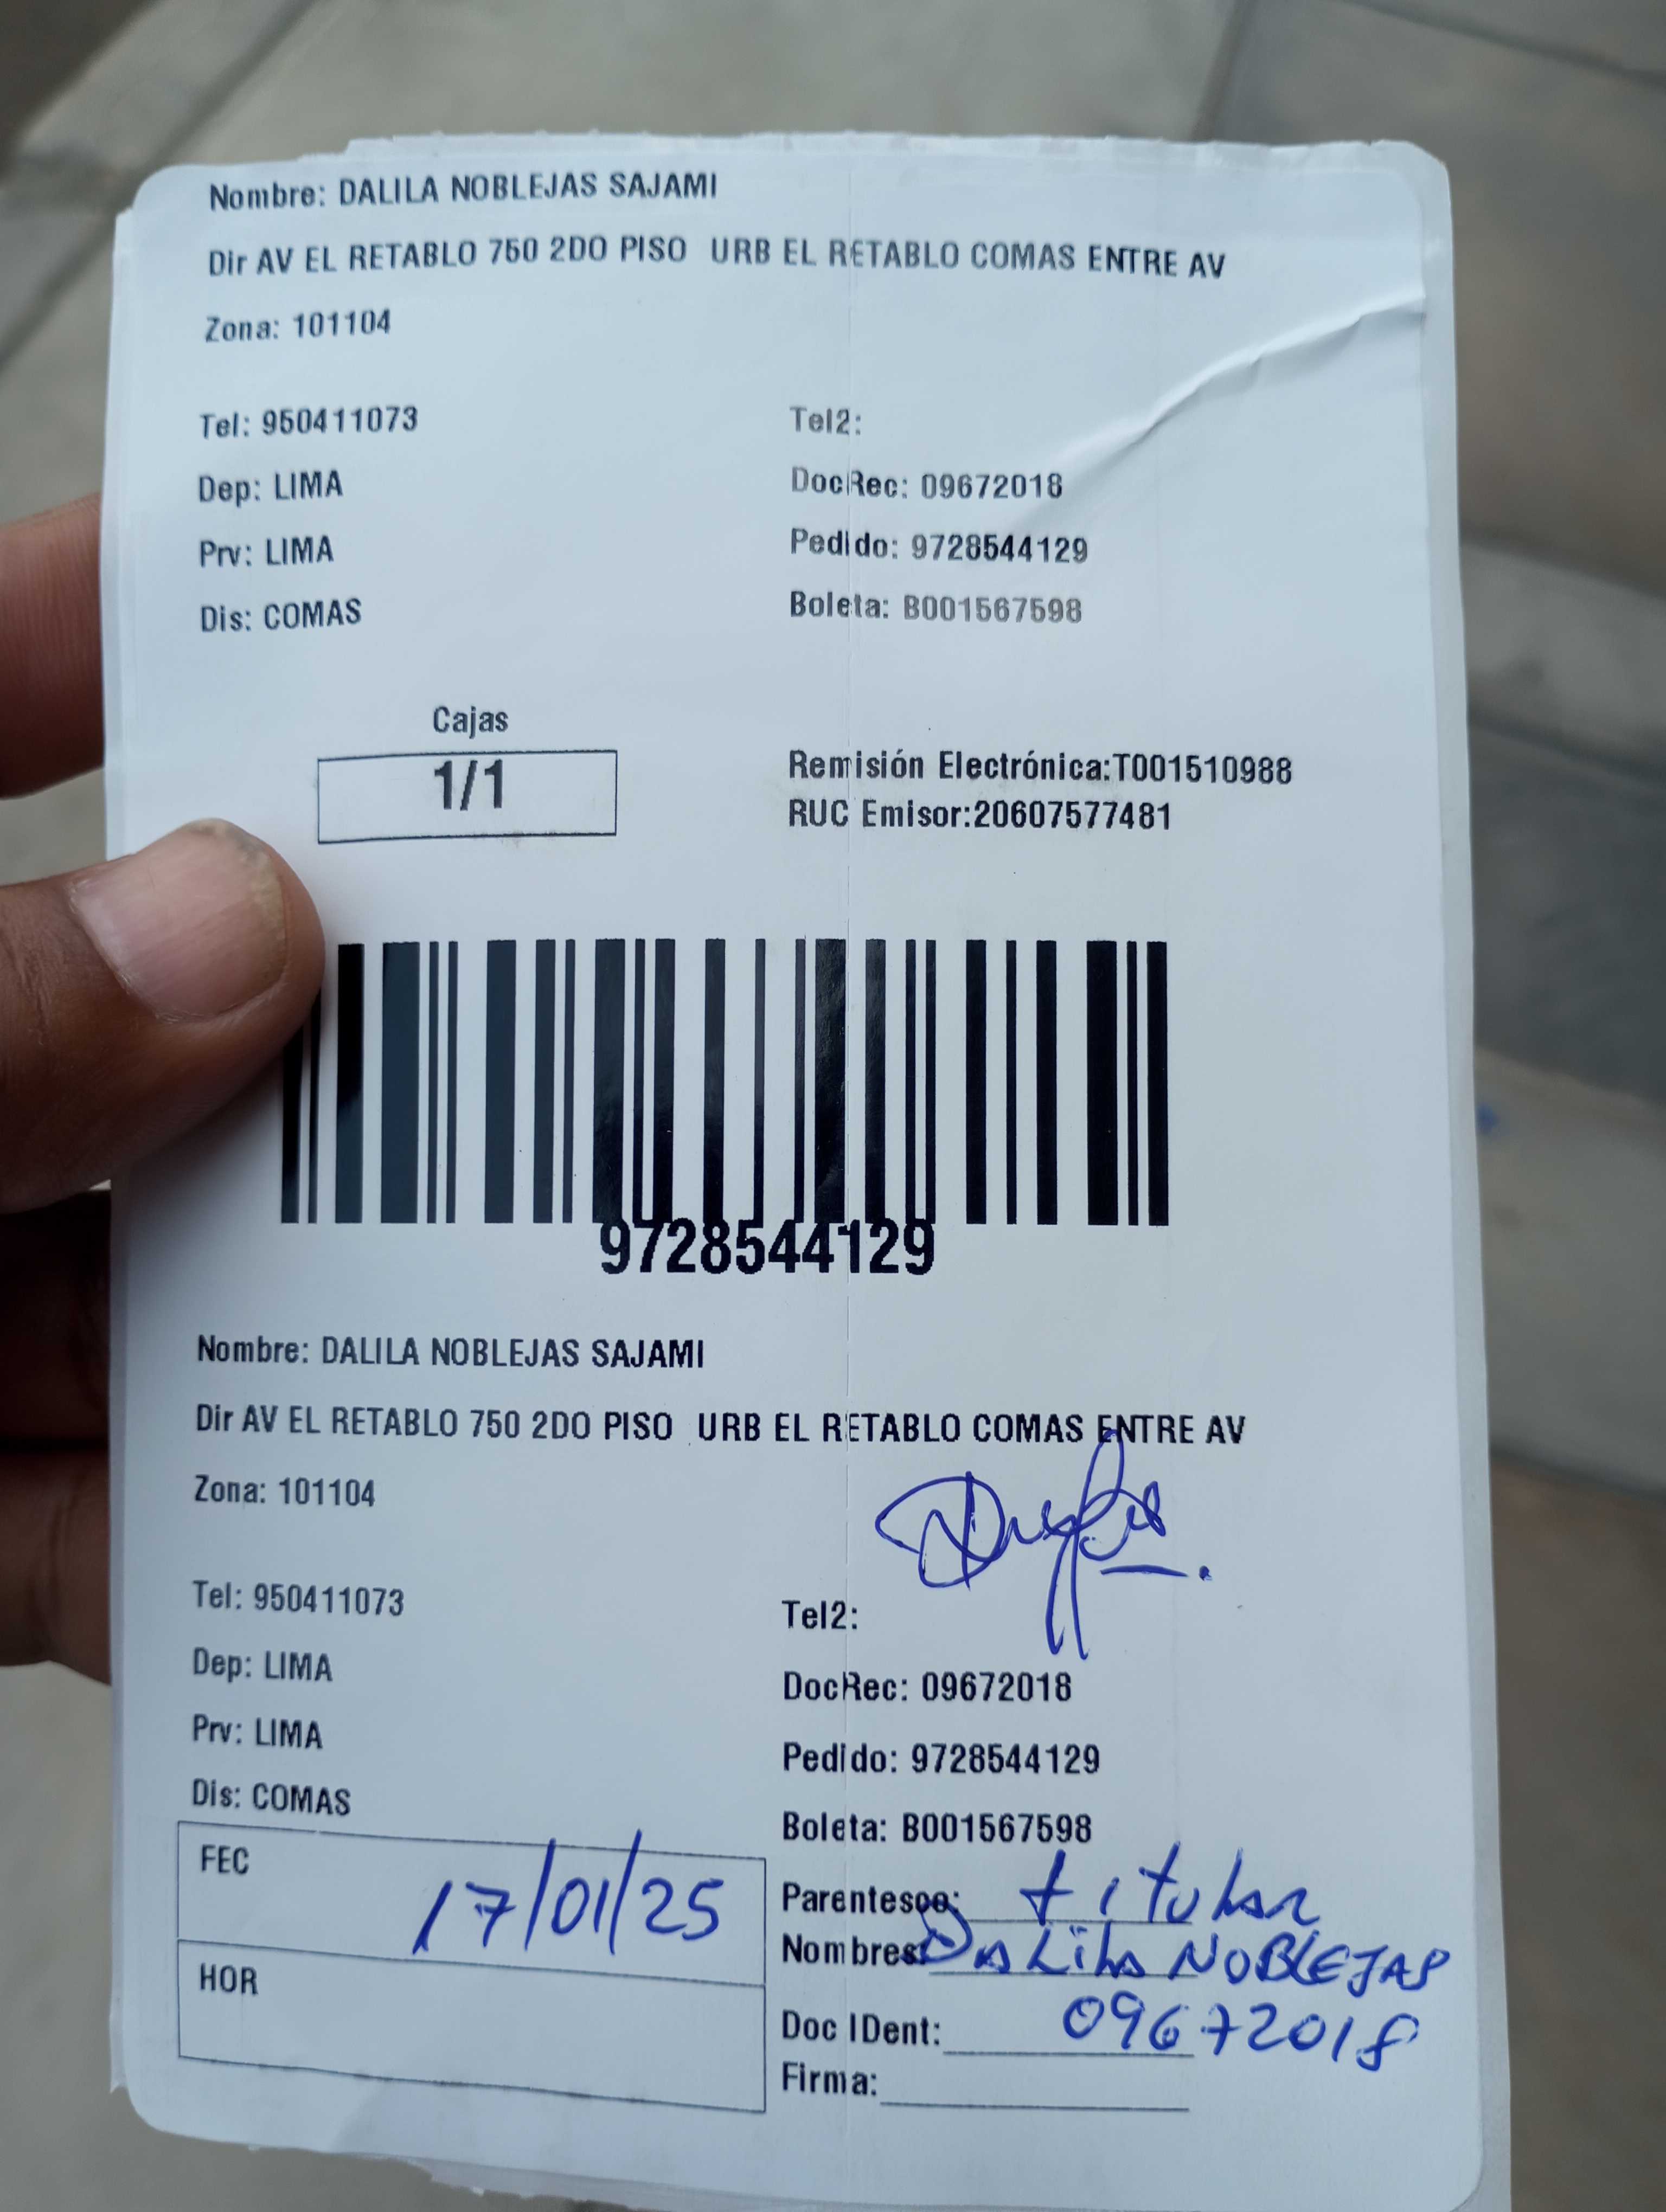 Nombre: DALILA NOBLEJAS SAJAMI
Dir AV EL RETABLO 750 2DO PISO URB EL RETABLO COMAS ENTRE AV
Zona: 101104
Tel: 950411073 Tel2:
Dep: LIMA DocRec: 09672018
Prv: LIMA Pedido: 9728544129
Dis: COMAS Boleta: B001567598
Cajas
1/1
Remisión Electrónica:T001510988
RUC Emisor:20607577481
9728544129
Nombre: DALILA NOBLEJAS SAJAMI
Dir AV EL RETABLO 750 2DO PISO URB EL RETABLO COMAS ENTRE AV
Zona: 101104
Tel: 950411073 Tel2:
Dep: LIMA DocRec: 09672018
Prv: LIMA Pedido: 9728544129
Dis: COMAS Boleta: B001567598
FEC 17/01/25
HOR
Parentesco: titular
Nombres: DALila NOBLEJAS
Doc IDent: 09672018
Firma: